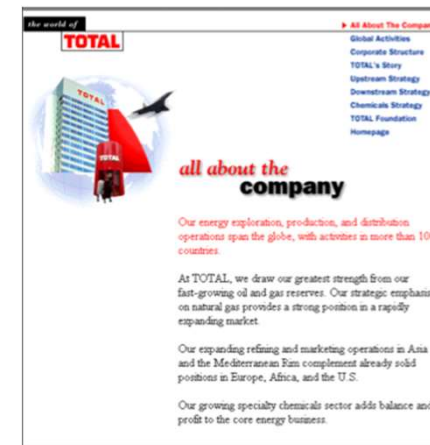 the world of
TOTAL
All About The Company
Global Activities
Corporate Structure
TOTAL's Story
Upstream Strategy
Downstream Strategy
Chemicals Strategy
TOTAL Foundation
Homepage
TOTAL
TOTAL
all about the
company
Our energy exploration, production, and distribution
operations span the globe, with activities in more than 10
countries.
At TOTAL, we draw our greatest strength from our
fast-growing oil and gas reserves. Our strategic emphasis
on natural gas provides a strong position in a rapidly
expanding market.
Our expanding refining and marketing operations in Asia
and the Mediterranean Rim complement already solid
positions in Europe, Africa, and the U.S.
Our growing specialty chemicals sector adds balance and
profit to the core energy business.